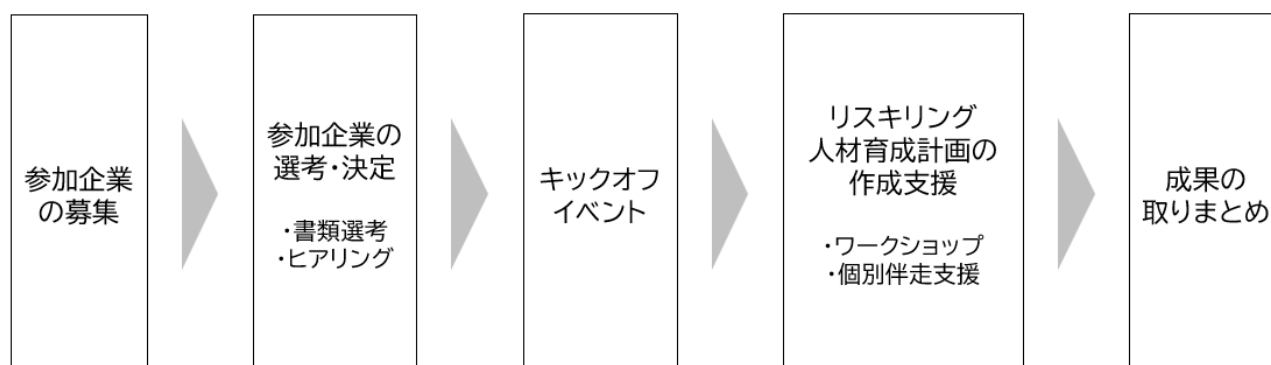 参加企業
の募集
参加企業の
選考・決定
・書類選考
・ヒアリング
キックオフ
イベント
リスキリング
人材育成計画の
作成支援
・ワークショップ
・個別伴走支援
成果の
取りまとめ